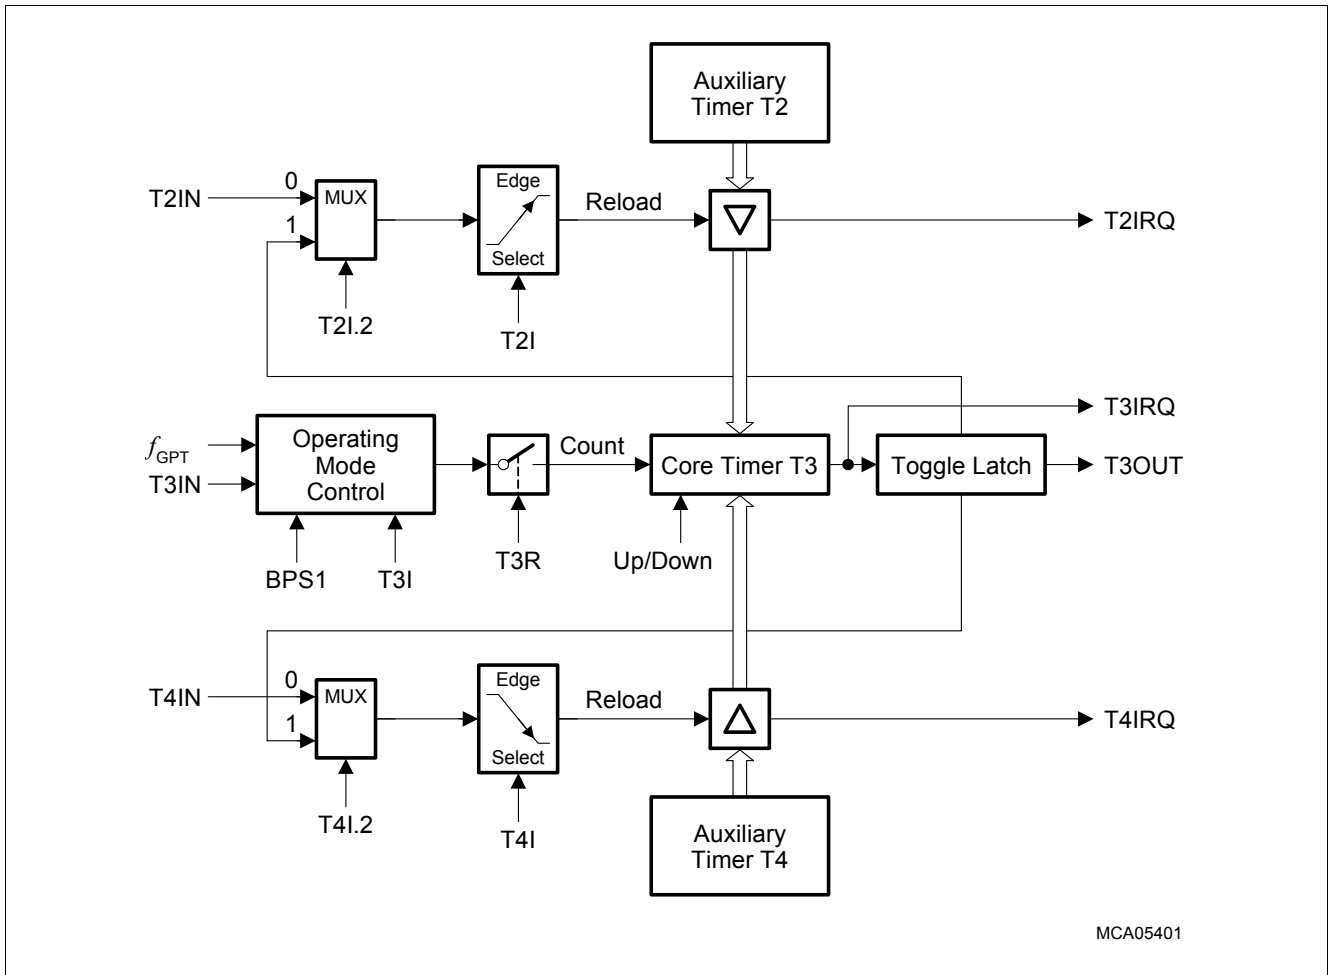 Auxiliary
Timer T2
T2IN
0
1
MUX
T2I.2
Edge
Select
T2I
Reload
T2IRQ
T3IRQ
fGPT
T3IN
Operating
Mode
Control
BPS1
T3I
T3R
Count
Core Timer T3
Up/Down
Toggle Latch
T3OUT
T4IN
0
1
MUX
T4I.2
Edge
Select
T4I
Reload
T4IRQ
Auxiliary
Timer T4
MCA05401